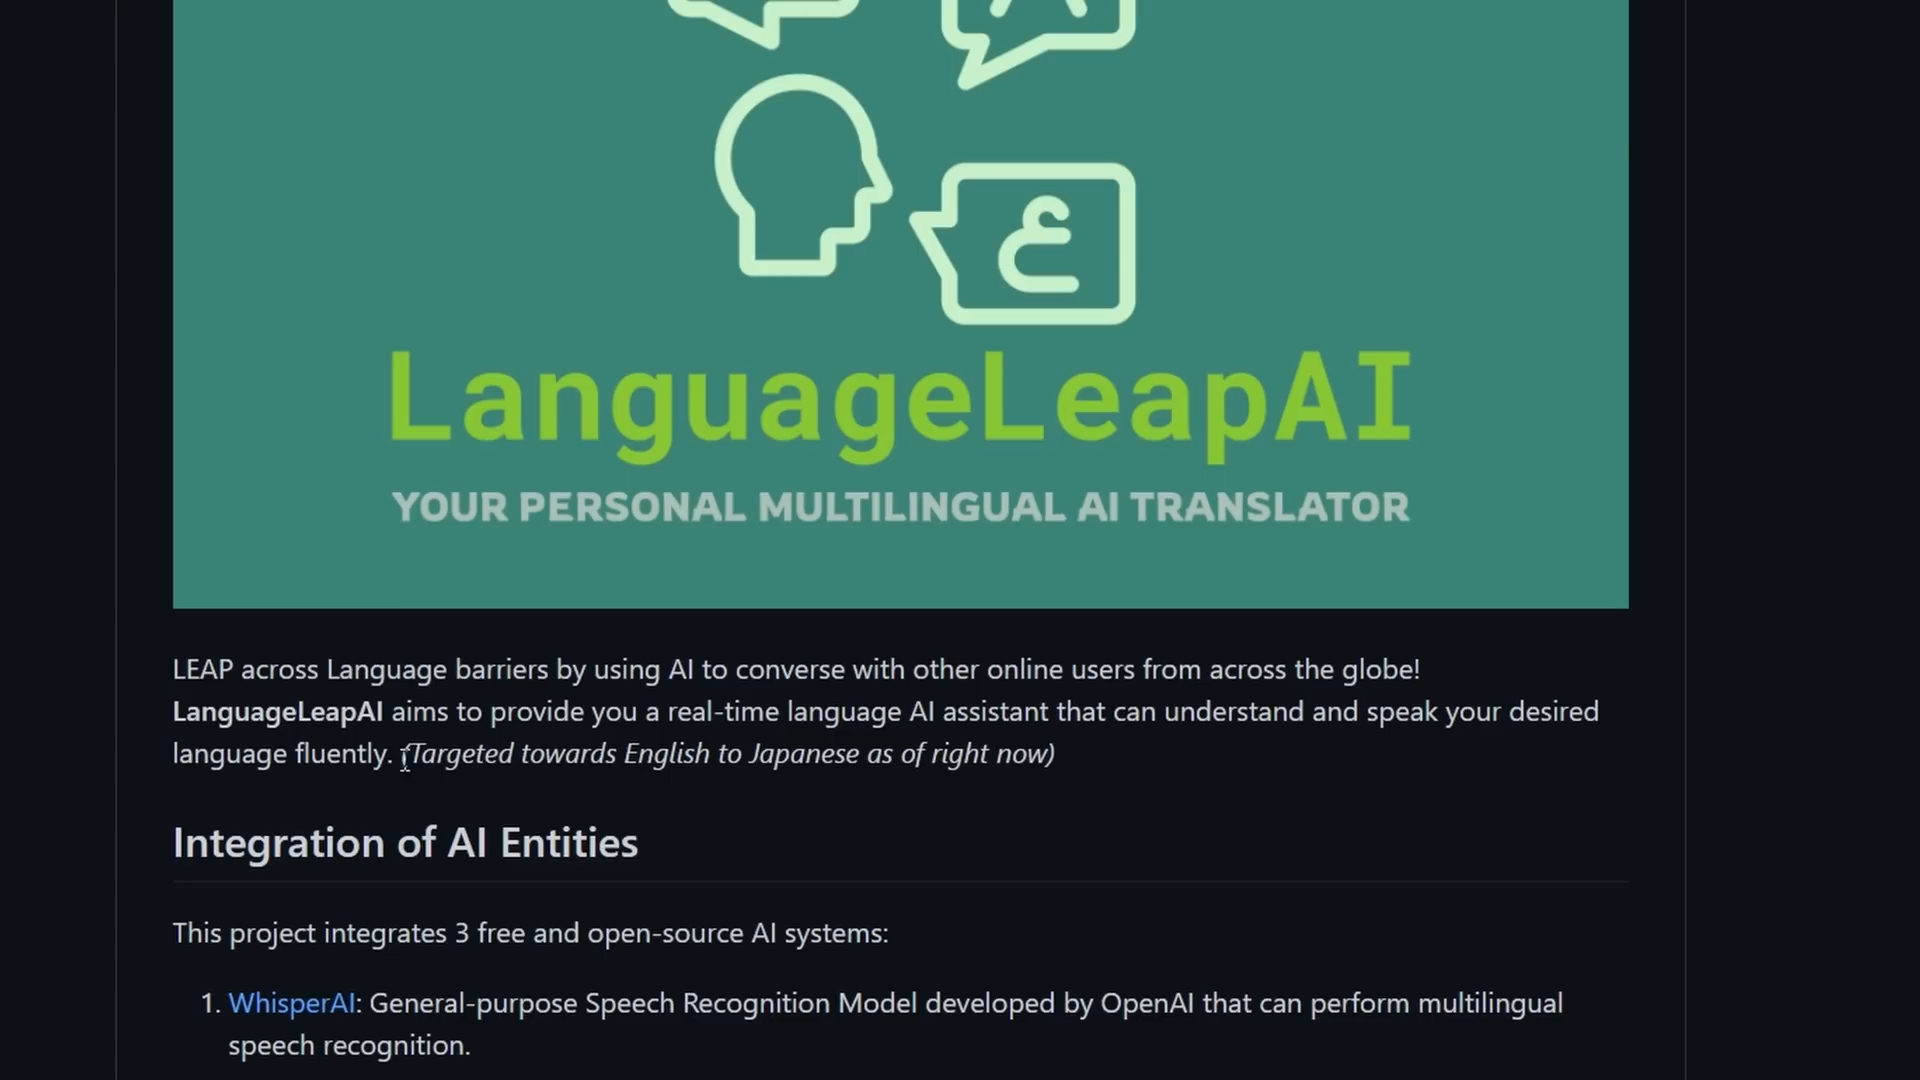 ع
LanguageLeapAI
YOUR PERSONAL MULTILINGUAL AI TRANSLATOR
LEAP across Language barriers by using AI to converse with other online users from across the globe!
LanguageLeapAI aims to provide you a real-time language AI assistant that can understand and speak your desired
language fluently. (Targeted towards English to Japanese as of right now)
Integration of AI Entities
This project integrates 3 free and open-source AI systems:
1. WhisperAI: General-purpose Speech Recognition Model developed by OpenAI that can perform multilingual
speech recognition.